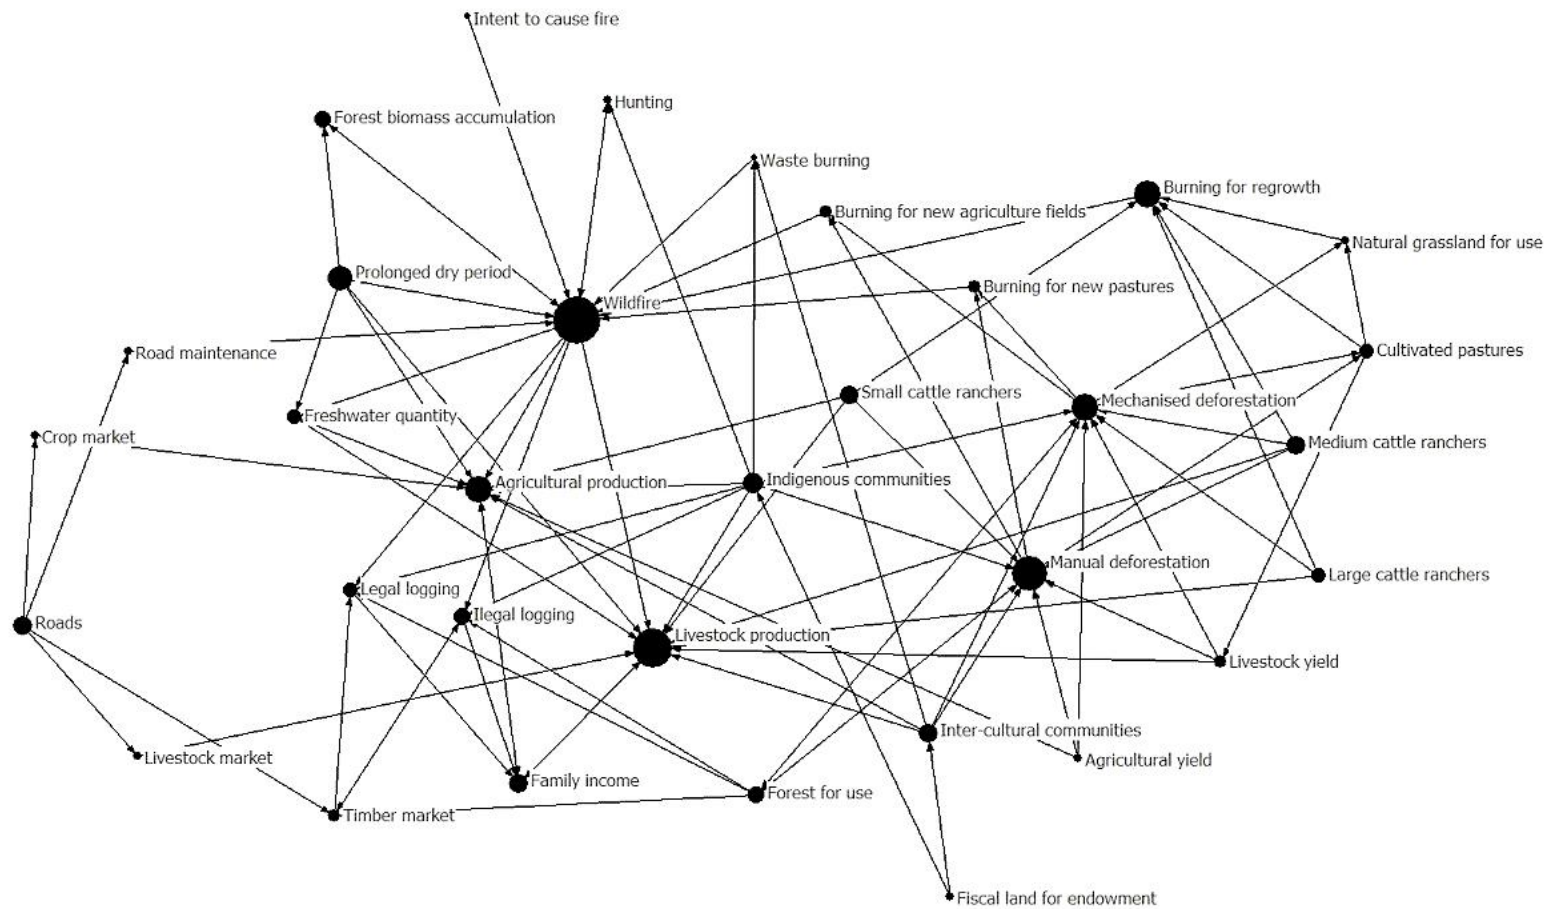 Intent to cause fire
Hunting
Forest biomass accumulation
Waste burning
Burning for regrowth
Burning for new agriculture fields
Natural grassland for use
Prolonged dry period
Burning for new pastures
Wildfire
Road maintenance
Cultivated pastures
Small cattle ranchers
Mechanised deforestation
Freshwater quantity
Crop market
Medium cattle ranchers
Agricultural production
Indigenous communities
Manual deforestation
Large cattle ranchers
Legal logging
Ilegal logging
Roads
Livestock production
Livestock yield
Inter-cultural communities
Livestock market
Agricultural yield
Family income
Forest for use
Timber market
Fiscal land for endowment